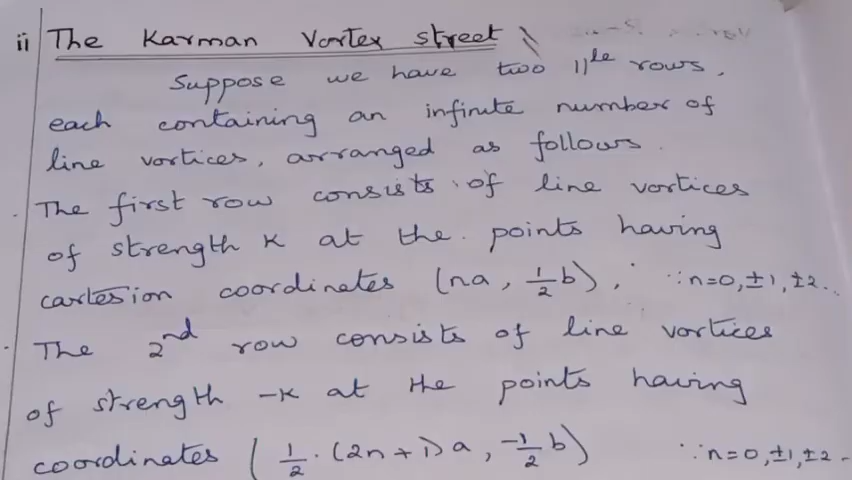 ii The Karman Vortex Street
Suppose we have two 11le rows,
each containing an infinite number of
line vortices, arranged as follows.
The first row consists of line vortices
of strength K at the points having
cartesion coordinates (na, 1/2 b), ∵ n=0, ±1, ±2..
The 2nd row consists of line vortices
of strength -K at the points having
coordinates (1/2 . (2n+1)a, -1/2 b) ∵ n=0, ±1, ±2 -